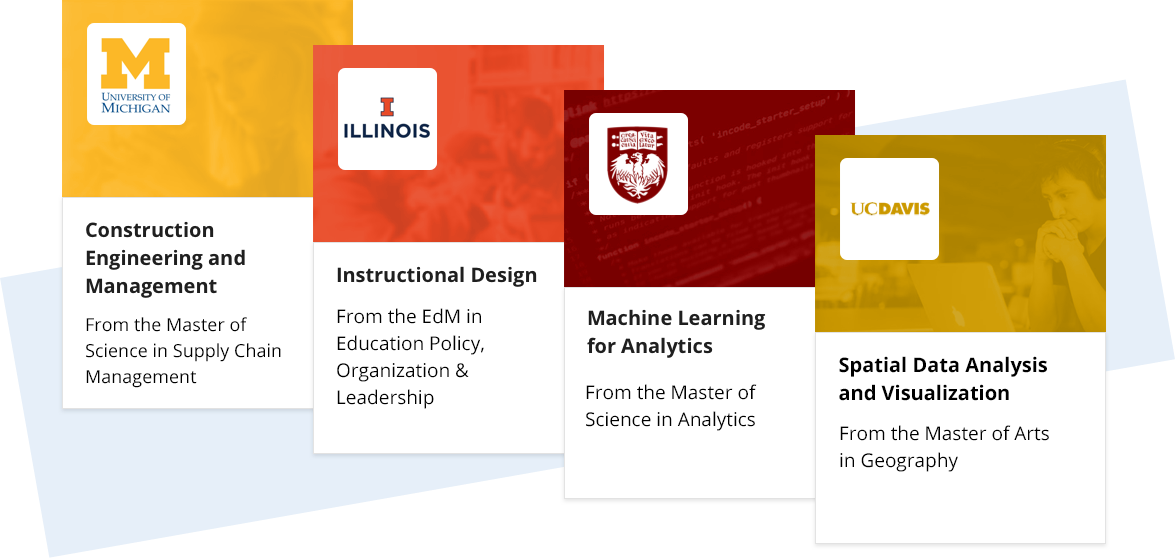 M
UNIVERSITY OF
MICHIGAN
Construction
Engineering and
Management
From the Master of
Science in Supply Chain
Management
I
ILLINOIS
Instructional Design
From the EdM in
Education Policy,
Organization &
Leadership
Machine Learning
for Analytics
From the Master of
Science in Analytics
UCDAVIS
Spatial Data Analysis
and Visualization
From the Master of Arts
in Geography